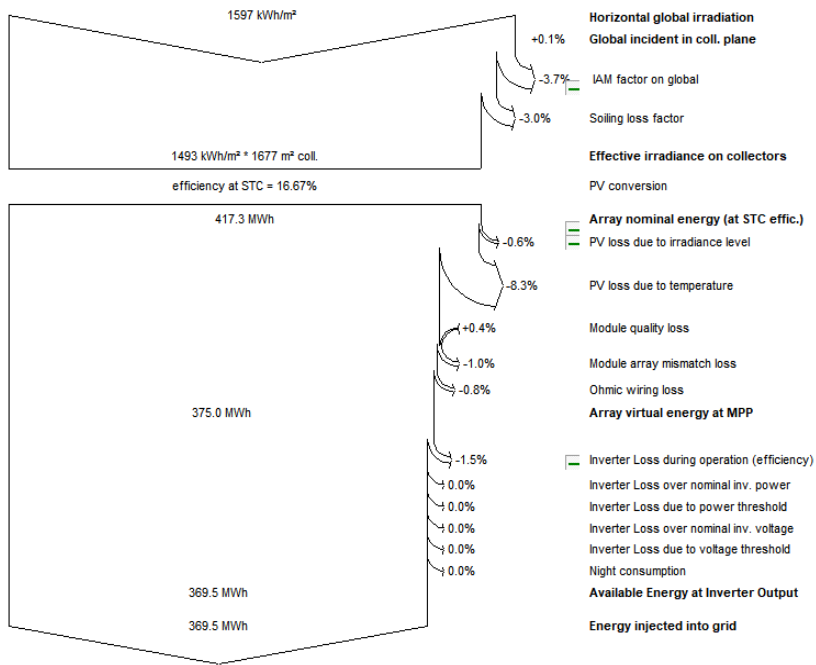 1597 kWh/m² Horizontal global irradiation
+0.1% Global incident in coll. plane
-3.7% IAM factor on global
-3.0% Soiling loss factor
1493 kWh/m² * 1677 m² coll. Effective irradiance on collectors
efficiency at STC = 16.67% PV conversion
417.3 MWh Array nominal energy (at STC effic.)
-0.6% PV loss due to irradiance level
-8.3% PV loss due to temperature
+0.4% Module quality loss
-1.0% Module array mismatch loss
-0.8% Ohmic wiring loss
375.0 MWh Array virtual energy at MPP
-1.5% Inverter Loss during operation (efficiency)
0.0% Inverter Loss over nominal inv. power
0.0% Inverter Loss due to power threshold
0.0% Inverter Loss over nominal inv. voltage
0.0% Inverter Loss due to voltage threshold
0.0% Night consumption
369.5 MWh Available Energy at Inverter Output
369.5 MWh Energy injected into grid